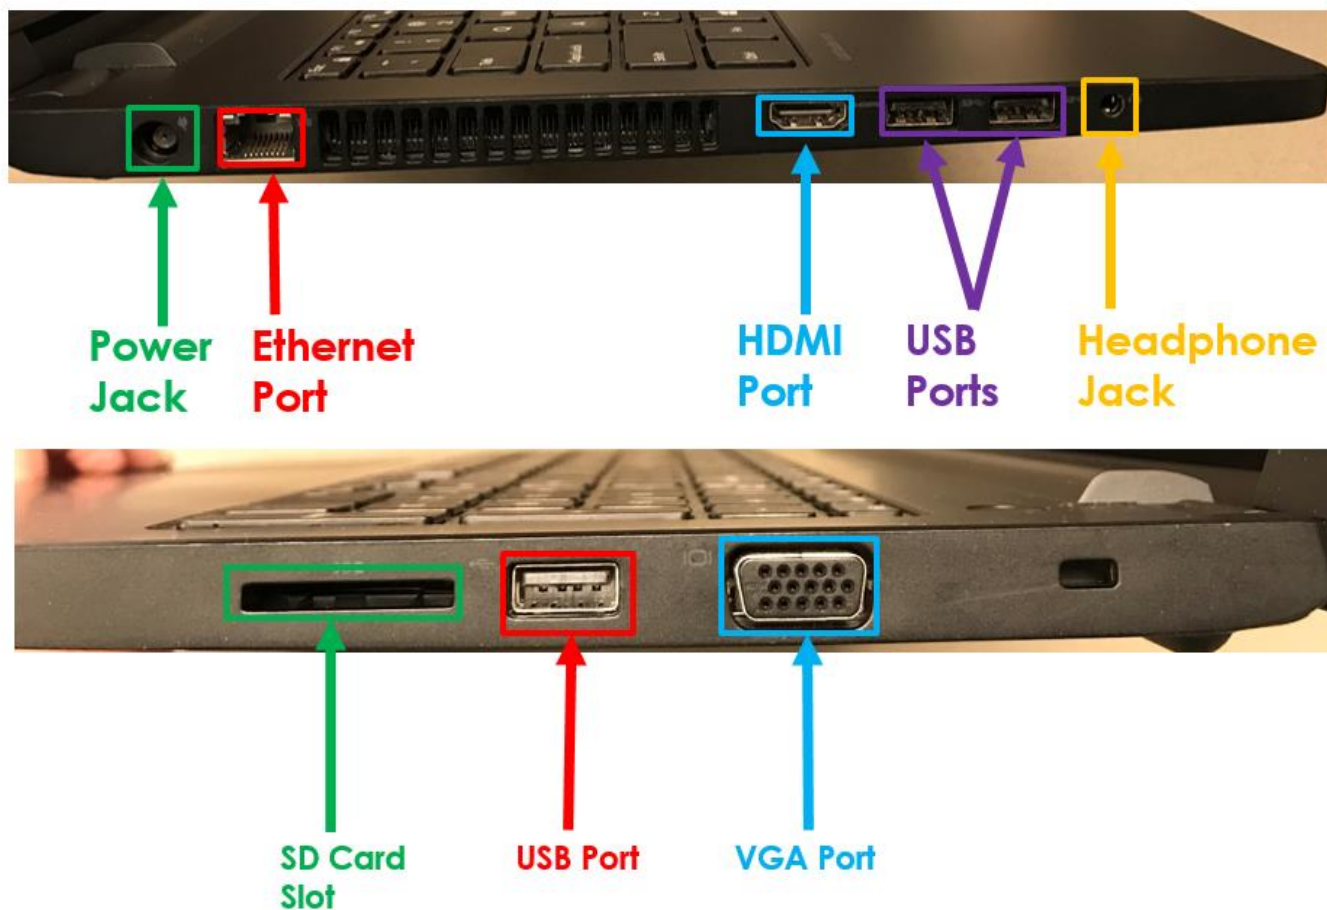 Power
Jack
Ethernet
Port
HDMI
Port
USB
Ports
Headphone
Jack
SD Card
Slot
USB Port
VGA Port